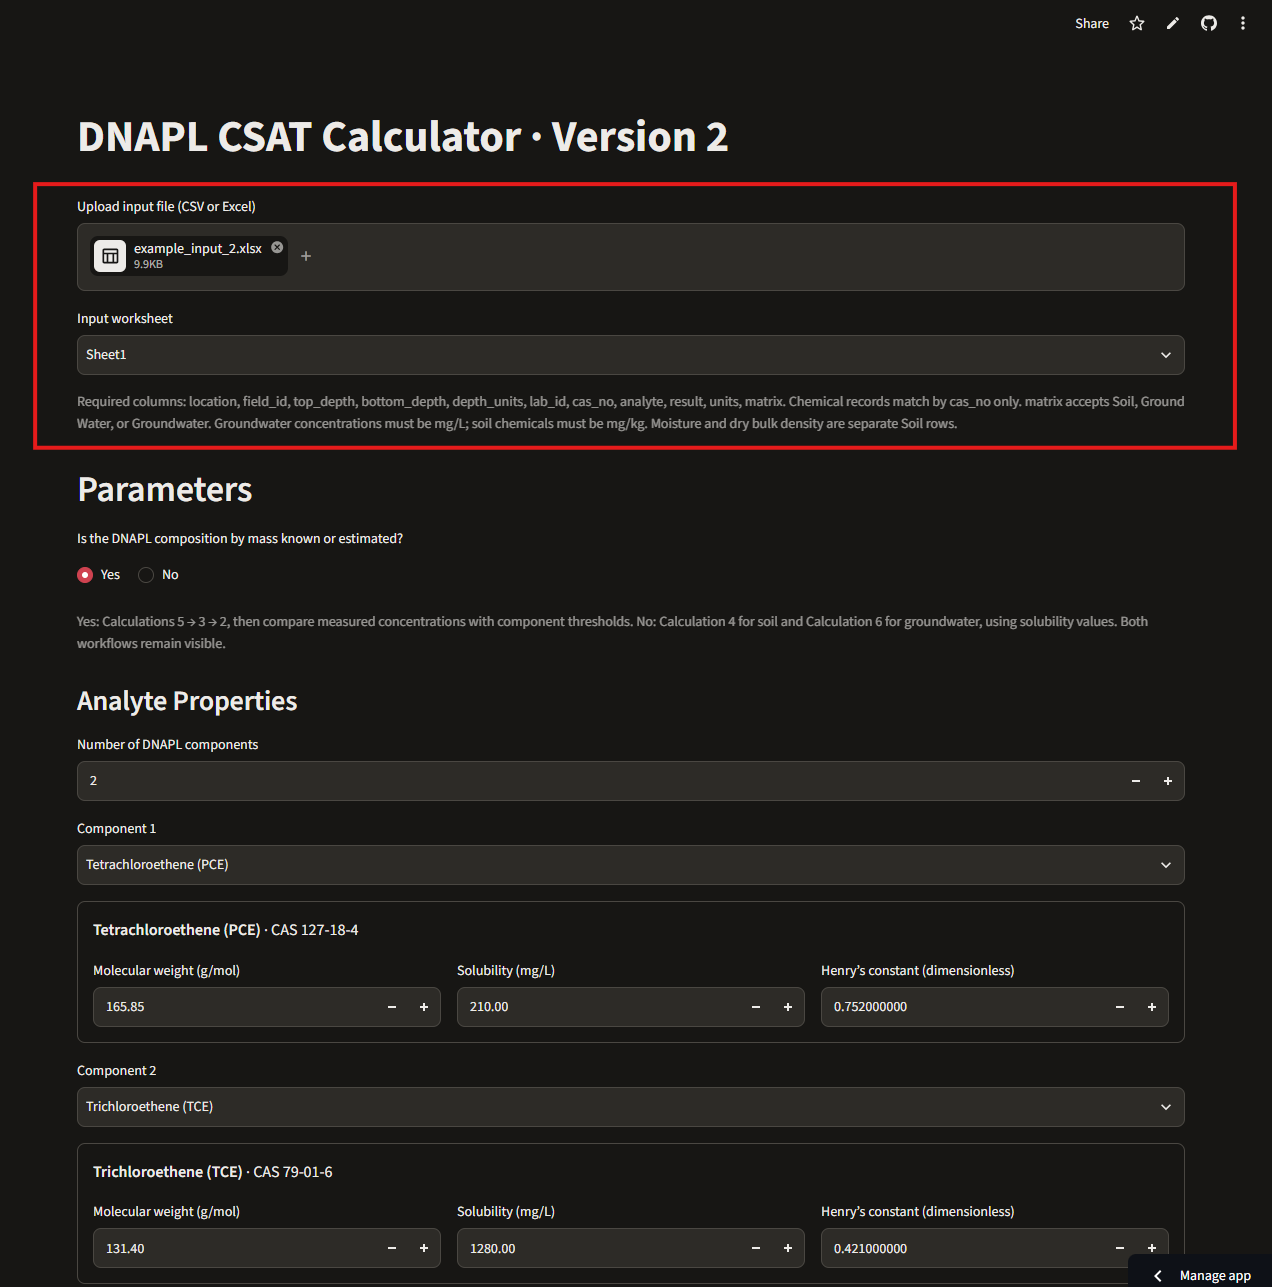 Share
DNAPL CSAT Calculator · Version 2
Upload input file (CSV or Excel)
example_input_2.xlsx
9.9KB
Input worksheet
Sheet1
Required columns: location, field_id, top_depth, bottom_depth, depth_units, lab_id, cas_no, analyte, result, units, matrix. Chemical records match by cas_no only. matrix accepts Soil, Ground
Water, or Groundwater. Groundwater concentrations must be mg/L; soil chemicals must be mg/kg. Moisture and dry bulk density are separate Soil rows.
Parameters
Is the DNAPL composition by mass known or estimated?
Yes No
Yes: Calculations 5 → 3 → 2, then compare measured concentrations with component thresholds. No: Calculation 4 for soil and Calculation 6 for groundwater, using solubility values. Both
workflows remain visible.
Analyte Properties
Number of DNAPL components
2
Component 1
Tetrachloroethene (PCE)
Tetrachloroethene (PCE) · CAS 127-18-4
Molecular weight (g/mol) Solubility (mg/L) Henry’s constant (dimensionless)
165.85 210.00 0.752000000
Component 2
Trichloroethene (TCE)
Trichloroethene (TCE) · CAS 79-01-6
Molecular weight (g/mol) Solubility (mg/L) Henry’s constant (dimensionless)
131.40 1280.00 0.421000000
Manage app